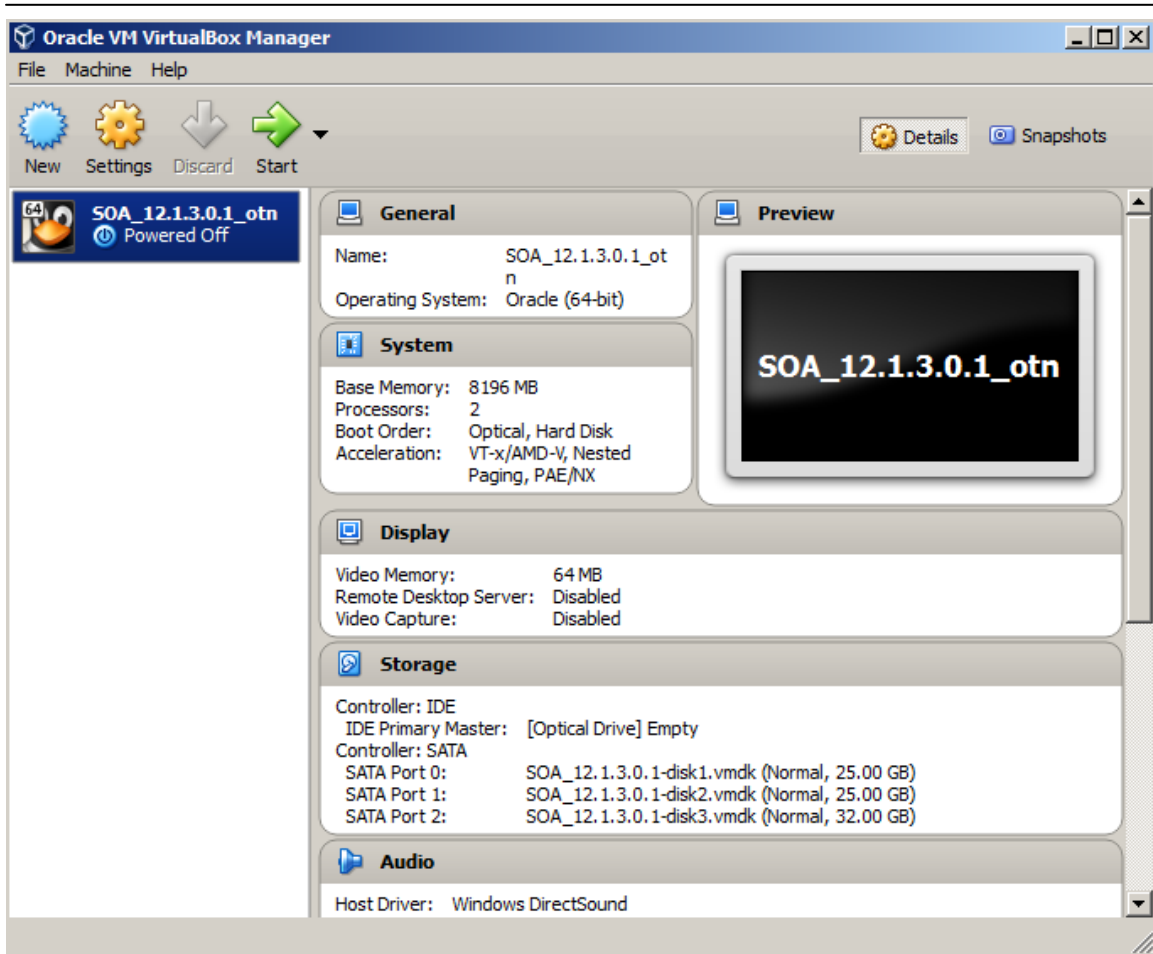 Oracle VM VirtualBox Manager
File Machine Help
New Settings Discard Start
Details Snapshots
64
SOA_12.1.3.0.1_otn
Powered Off
General
Name: SOA_12.1.3.0.1_ot
n
Operating System: Oracle (64-bit)
System
Base Memory: 8196 MB
Processors: 2
Boot Order: Optical, Hard Disk
Acceleration: VT-x/AMD-V, Nested
Paging, PAE/NX
Preview
SOA_12.1.3.0.1_otn
Display
Video Memory: 64 MB
Remote Desktop Server: Disabled
Video Capture: Disabled
Storage
Controller: IDE
IDE Primary Master: [Optical Drive] Empty
Controller: SATA
SATA Port 0: SOA_12.1.3.0.1-disk1.vmdk (Normal, 25.00 GB)
SATA Port 1: SOA_12.1.3.0.1-disk2.vmdk (Normal, 25.00 GB)
SATA Port 2: SOA_12.1.3.0.1-disk3.vmdk (Normal, 32.00 GB)
Audio
Host Driver: Windows DirectSound